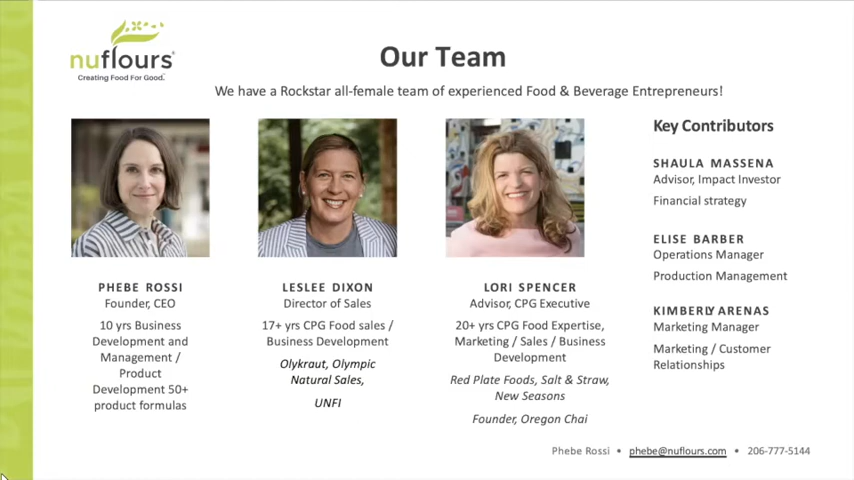 nuflours®
Creating Food For Good.
Our Team
We have a Rockstar all-female team of experienced Food & Beverage Entrepreneurs!
PHEBE ROSSI
Founder, CEO
10 yrs Business
Development and
Management /
Product
Development 50+
product formulas
LESLEE DIXON
Director of Sales
17+ yrs CPG Food sales /
Business Development
Olykraut, Olympic
Natural Sales,
UNFI
LORI SPENCER
Advisor, CPG Executive
20+ yrs CPG Food Expertise,
Marketing / Sales / Business
Development
Red Plate Foods, Salt & Straw,
New Seasons
Founder, Oregon Chai
Key Contributors
SHAULA MASSENA
Advisor, Impact Investor
Financial strategy
ELISE BARBER
Operations Manager
Production Management
KIMBERLY ARENAS
Marketing Manager
Marketing / Customer
Relationships
Phebe Rossi • phebe@nuflours.com • 206-777-5144